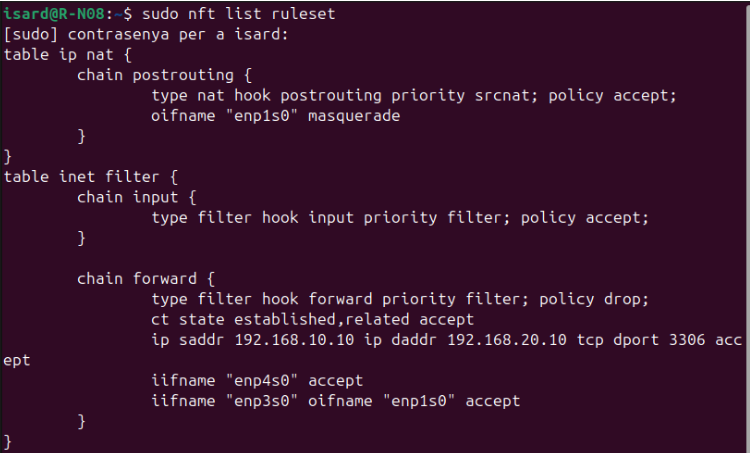 isard@R-N08:~$ sudo nft list ruleset
[sudo] contrasenya per a isard:
table ip nat {
        chain postrouting {
                type nat hook postrouting priority srcnat; policy accept;
                oifname "enp1s0" masquerade
        }
}
table inet filter {
        chain input {
                type filter hook input priority filter; policy accept;
        }

        chain forward {
                type filter hook forward priority filter; policy drop;
                ct state established,related accept
                ip saddr 192.168.10.10 ip daddr 192.168.20.10 tcp dport 3306 acc
ept
                iifname "enp4s0" accept
                iifname "enp3s0" oifname "enp1s0" accept
        }
}